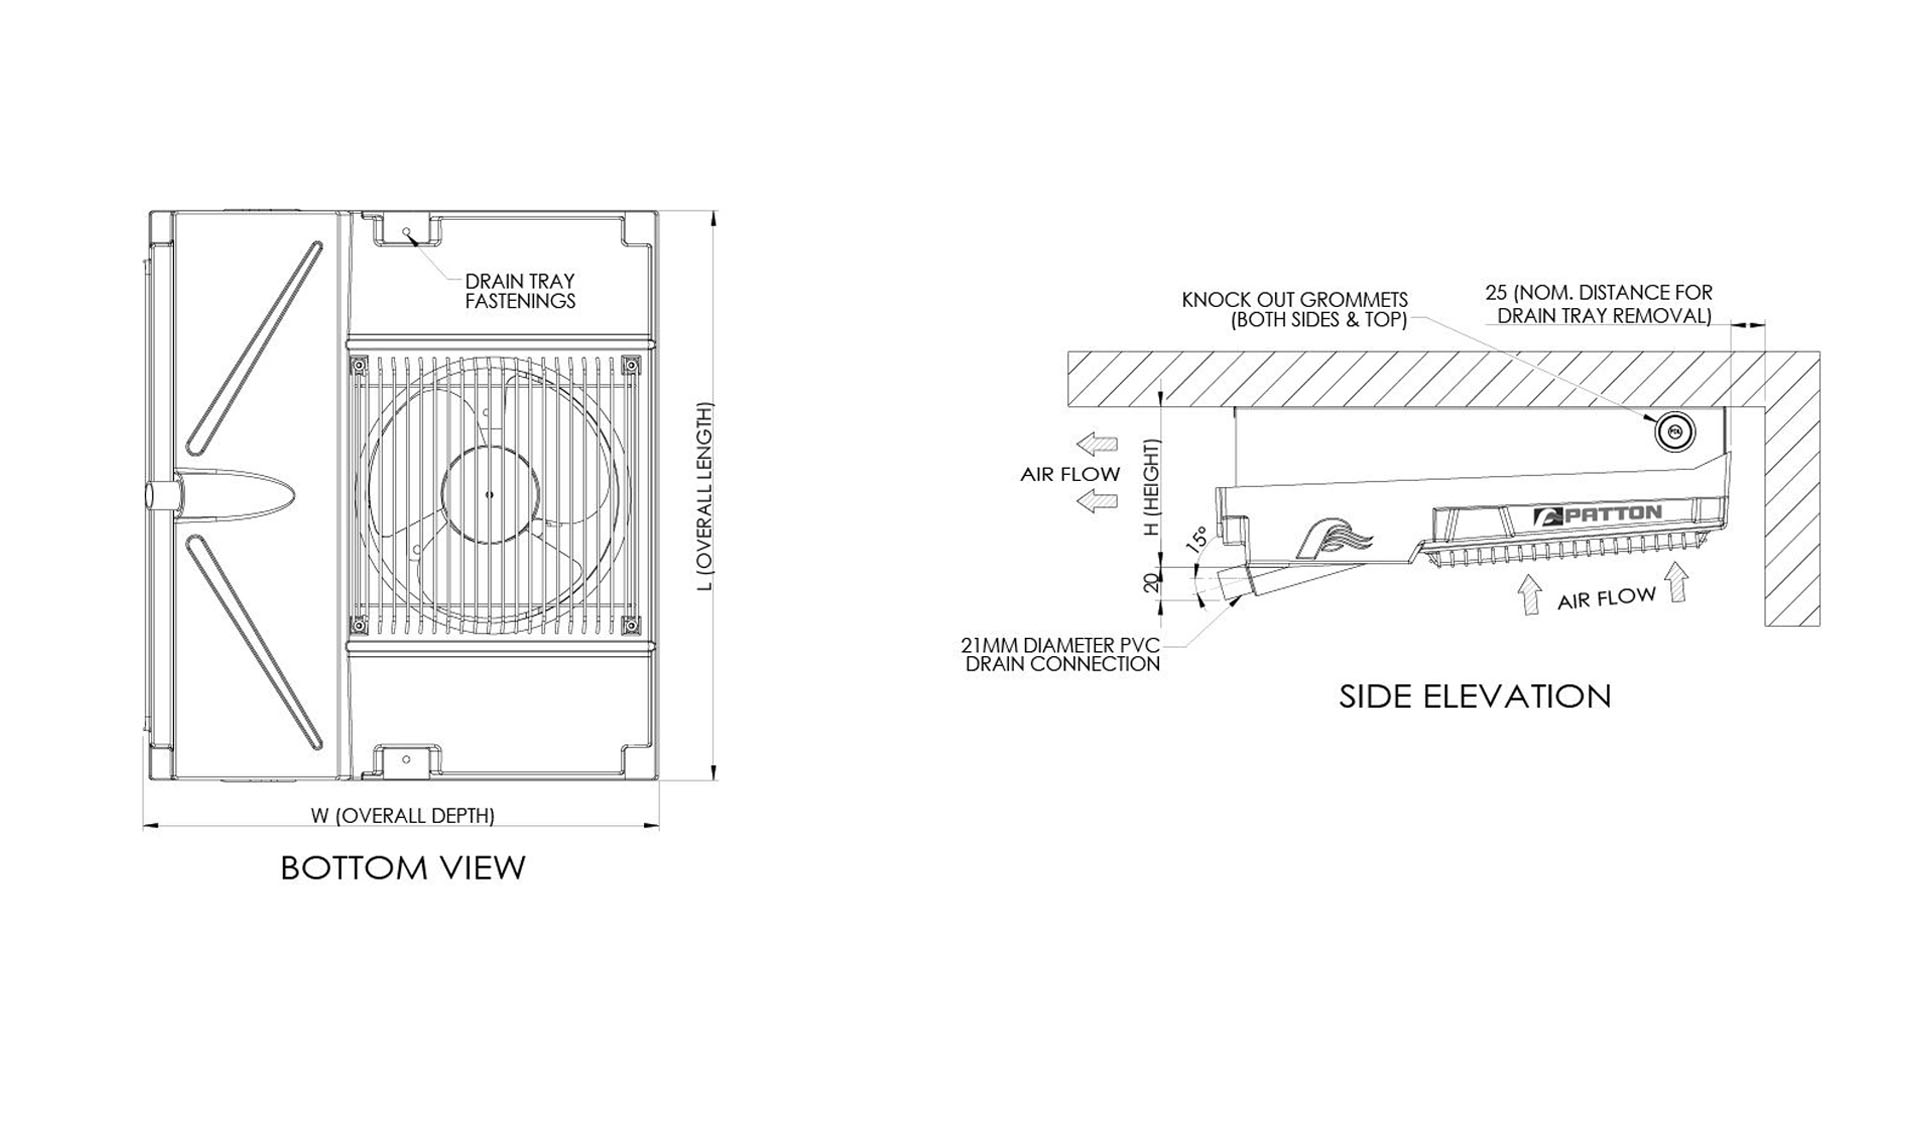 DRAIN TRAY
FASTENINGS
L (OVERALL LENGTH)
W (OVERALL DEPTH)
BOTTOM VIEW
KNOCK OUT GROMMETS
(BOTH SIDES & TOP)
25 (NOM. DISTANCE FOR
DRAIN TRAY REMOVAL)
AIR FLOW
H (HEIGHT)
15°
20
PATTON
AIR FLOW
21MM DIAMETER PVC
DRAIN CONNECTION
SIDE ELEVATION